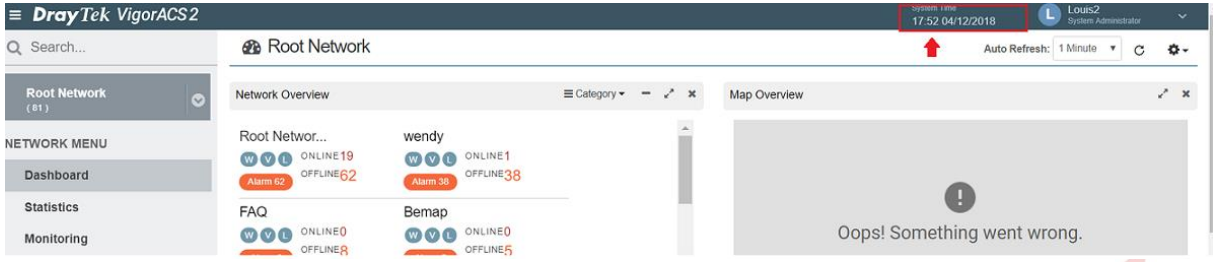 DrayTek VigorACS2
System Time
17:52 04/12/2018
L
Louis2
System Administrator
Search...
Root Network
Auto Refresh: 1 Minute
Root Network
(81)
Network Overview
Category
Map Overview
NETWORK MENU
Dashboard
Statistics
Monitoring
Root Networ...
wendy
W V L ONLINE19
W V L ONLINE1
Alarm 62 OFFLINE62
Alarm 38 OFFLINE38
FAQ
Bemap
W V L ONLINE0
W V L ONLINE0
OFFLINE8
OFFLINE5
Oops! Something went wrong.